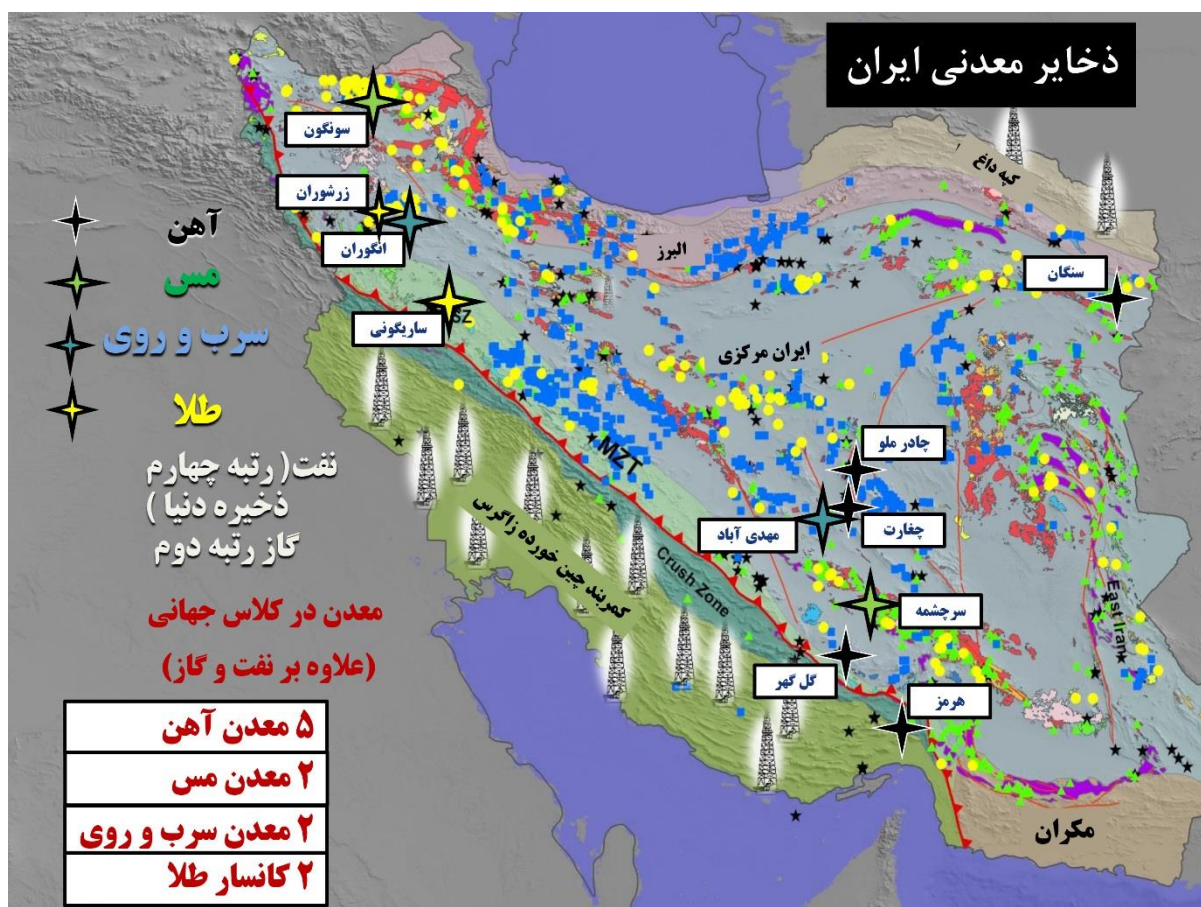 ذخایر معدنی ایران
سونگون
زرشوران
انگوران
ساریگونی
کپه داغ
البرز
سنگان
ایران مرکزی
چادر ملو
چغارت
مهدی آباد
سرچشمه
گل گهر
هرمز
MZT
Crush Zone
کمربند چین خورده زاگرس
East Iran
مکران
آهن
مس
سرب و روی
طلا
نفت( رتبه چهارم
ذخیره دنیا )
گاز رتبه دوم
معدن در کلاس جهانی
(علاوه بر نفت و گاز)
۵ معدن آهن
۲ معدن مس
۲ معدن سرب و روی
۲ کانسار طلا